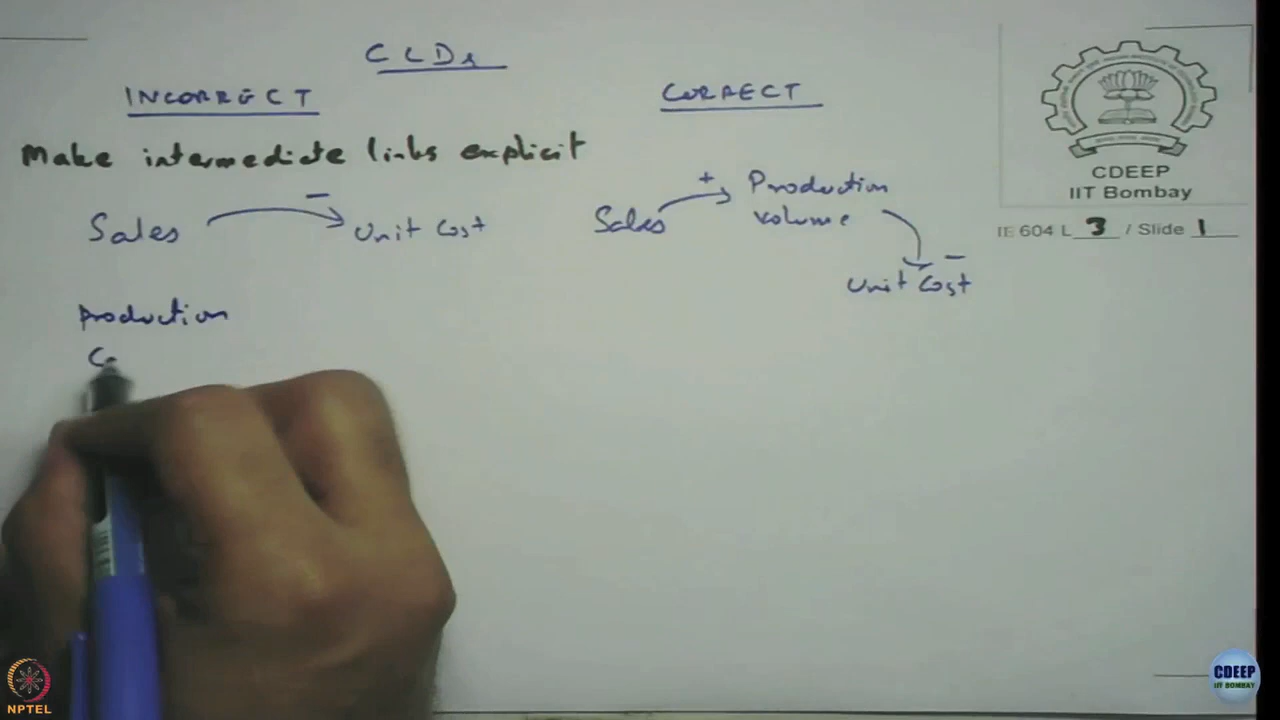 CLDs
INCORRECT
CORRECT
Make intermediate links explicit
Sales
−
Unit Cost
Sales
+
Production
volume
−
Unit Cost
Production
CDEEP
IIT Bombay
IE 604 L 3 / Slide 1
NPTEL
CDEEP
IIT BOMBAY